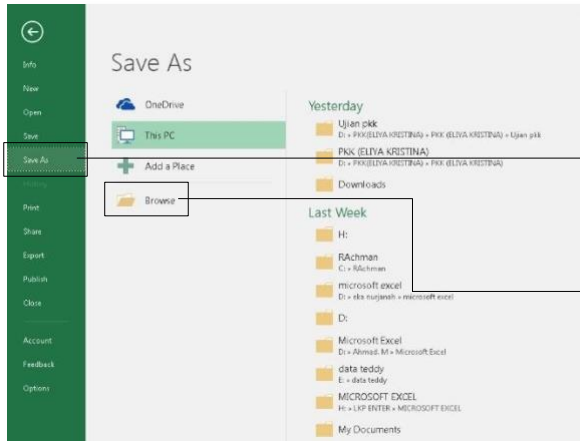 Info
New
Open
Save
Save As
Print
Share
Export
Publish
Close
Account
Feedback
Options
Save As
OneDrive
This PC
Add a Place
Browse
Yesterday
Ujian pkk
D: » PKK(ELIYA KRISTINA) » PKK (ELIYA KRISTINA) » Ujian pkk
PKK (ELIYA KRISTINA)
D: » PKK(ELIYA KRISTINA) » PKK (ELIYA KRISTINA)
Downloads
Last Week
H:
RAchman
C: » RAchman
microsoft excel
D: » eka nurjanah » microsoft excel
D:
Microsoft Excel
D: » Ahmad. M » Microsoft Excel
data teddy
E: » data teddy
MICROSOFT EXCEL
H: » LKP ENTER » MICROSOFT EXCEL
My Documents